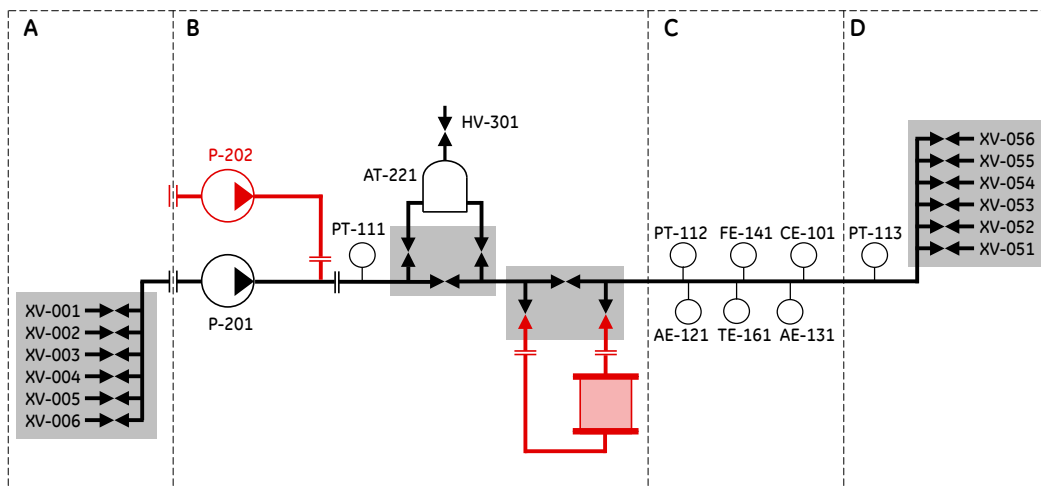 A
B
C
D
HV-301
XV-056
P-202
XV-055
AT-221
XV-054
XV-053
PT-111
PT-112
FE-141
CE-101
PT-113
XV-052
XV-051
XV-001
P-201
XV-002
AE-121
TE-161
AE-131
XV-003
XV-004
XV-005
XV-006